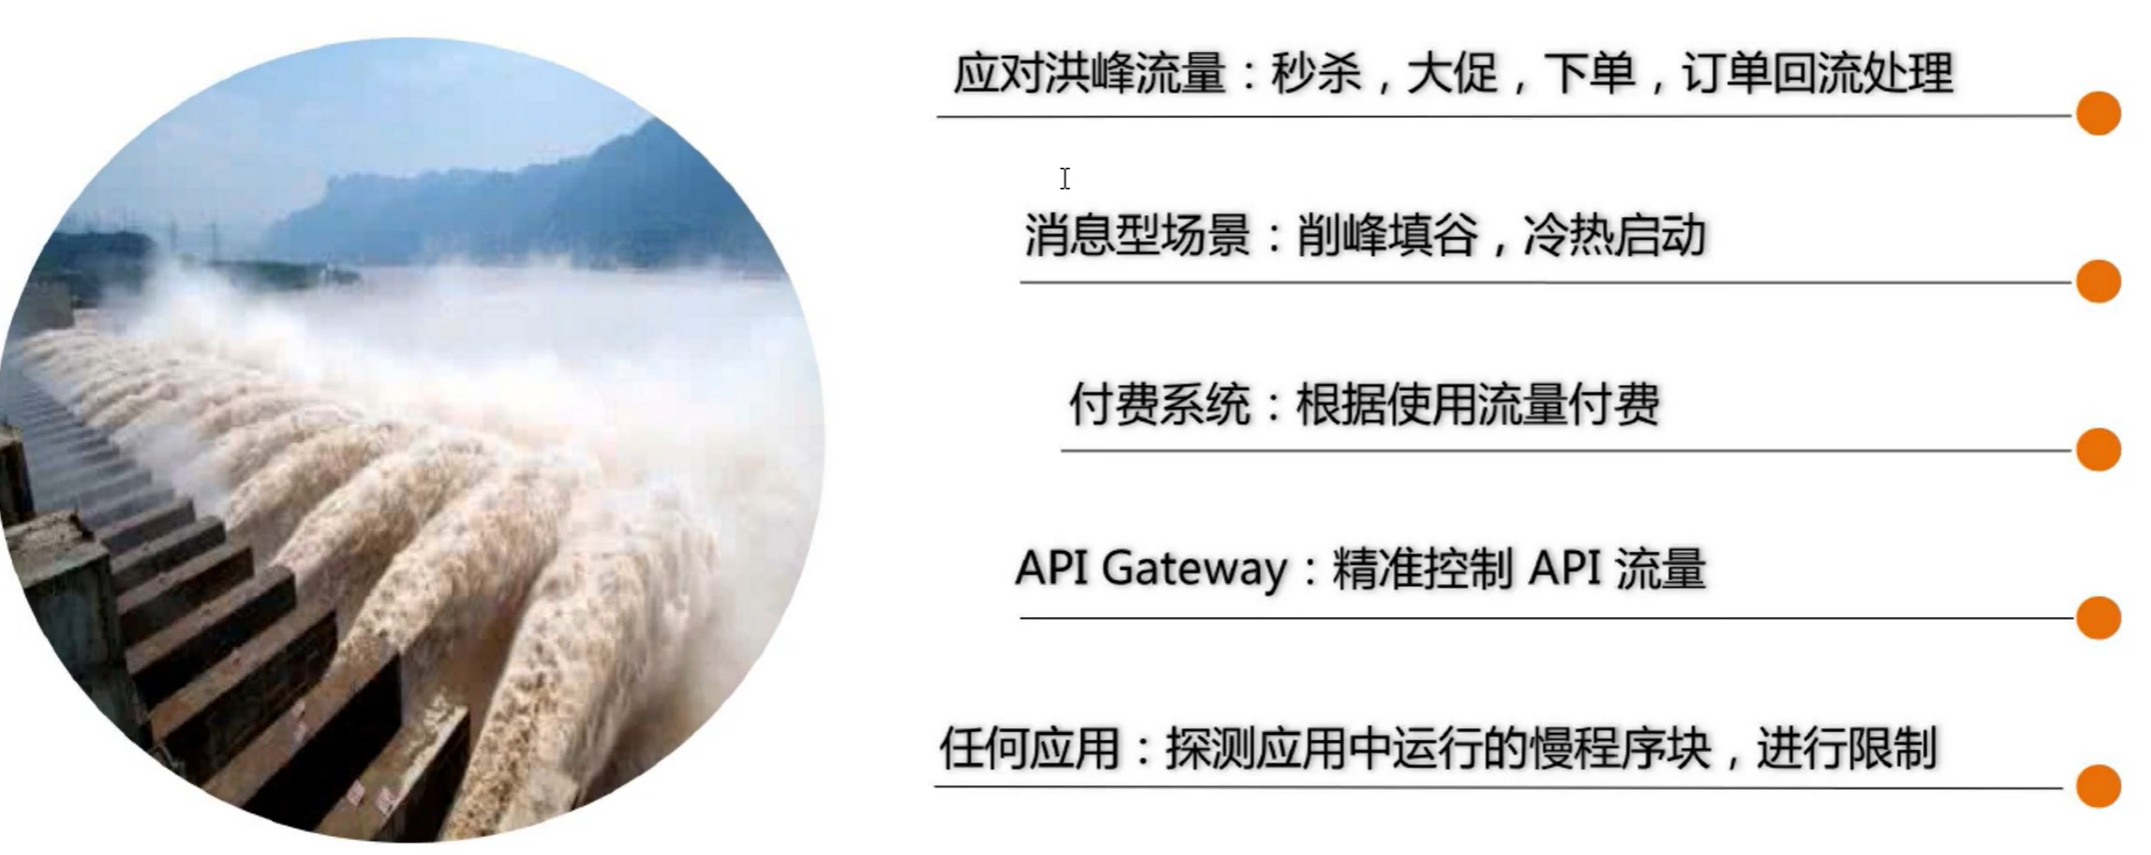 应对洪峰流量：秒杀，大促，下单，订单回流处理
消息型场景：削峰填谷，冷热启动
付费系统：根据使用流量付费
API Gateway：精准控制 API 流量
任何应用：探测应用中运行的慢程序块，进行限制